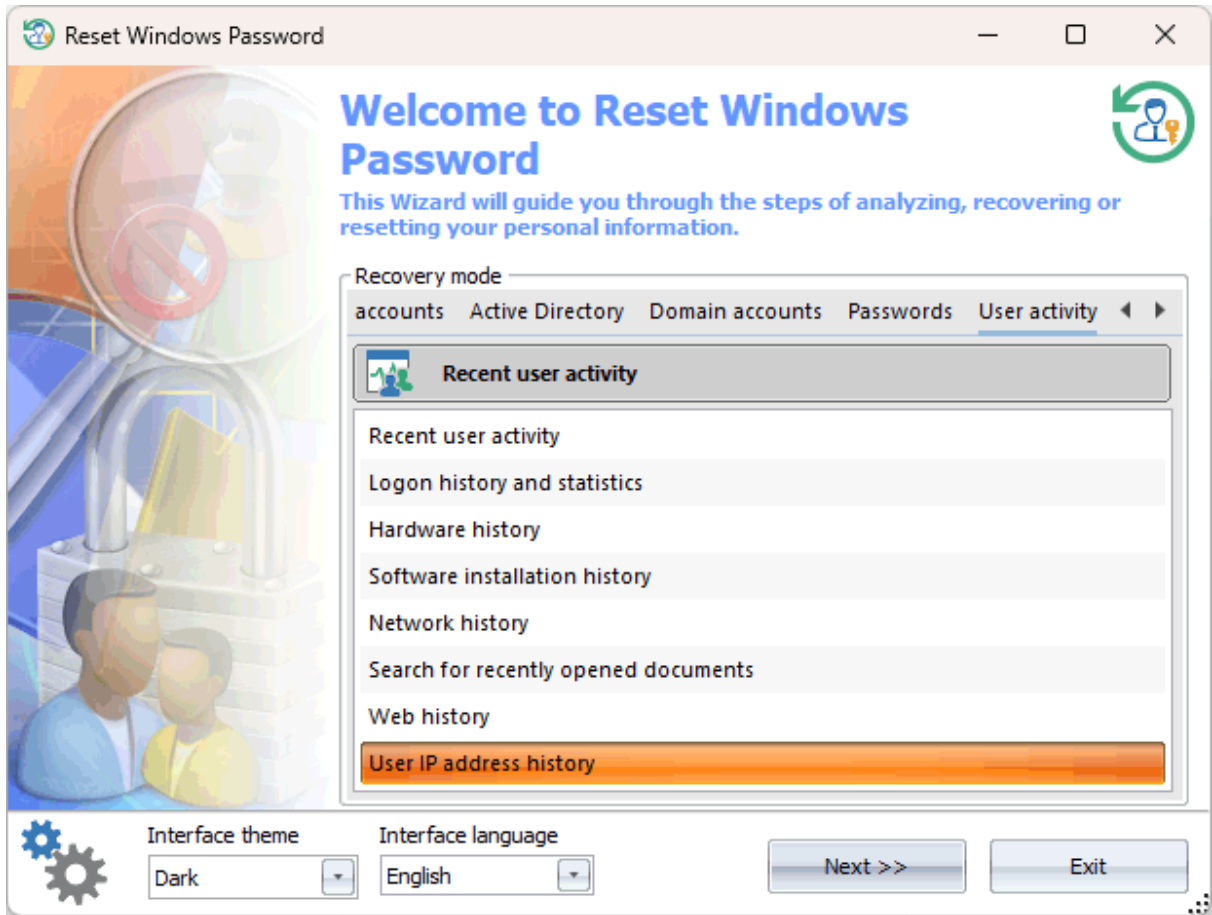 Reset Windows Password
Welcome to Reset Windows
Password
This Wizard will guide you through the steps of analyzing, recovering or
resetting your personal information.
Recovery mode
accounts Active Directory Domain accounts Passwords User activity
Recent user activity
Recent user activity
Logon history and statistics
Hardware history
Software installation history
Network history
Search for recently opened documents
Web history
User IP address history
Interface theme Interface language
Dark English Next >> Exit